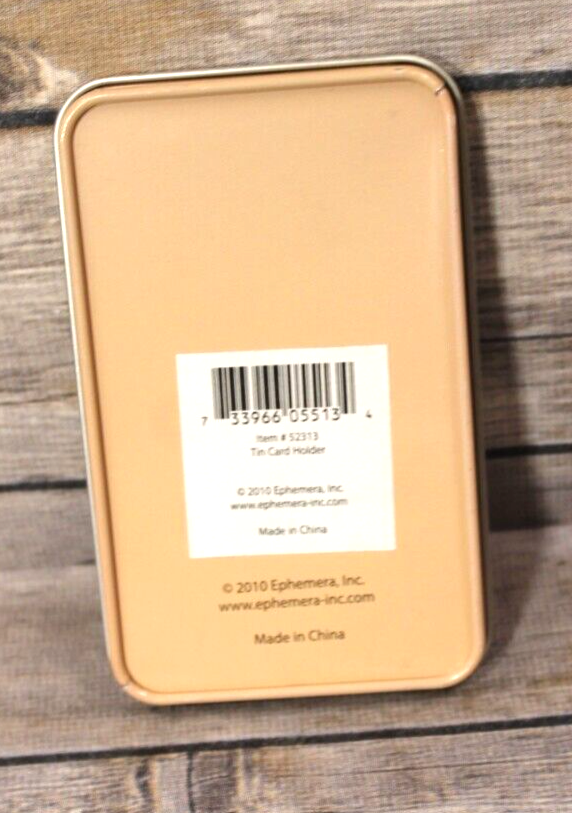 7 33966 05513 4
Item # 52313
Tin Card Holder
© 2010 Ephemera, Inc.
www.ephemera-inc.com
Made in China
© 2010 Ephemera, Inc.
www.ephemera-inc.com
Made in China